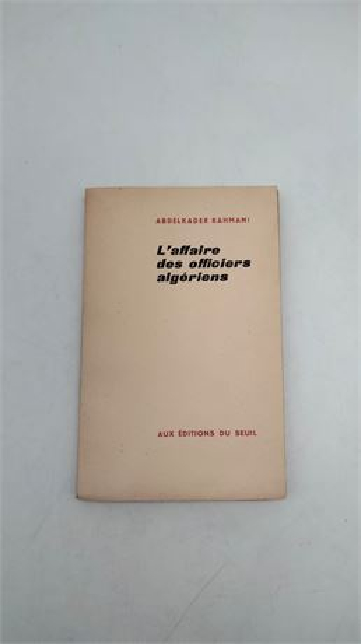 ABDELKADER RAHMANI
L'affaire
des officiers
algériens
AUX ÉDITIONS DU SEUIL